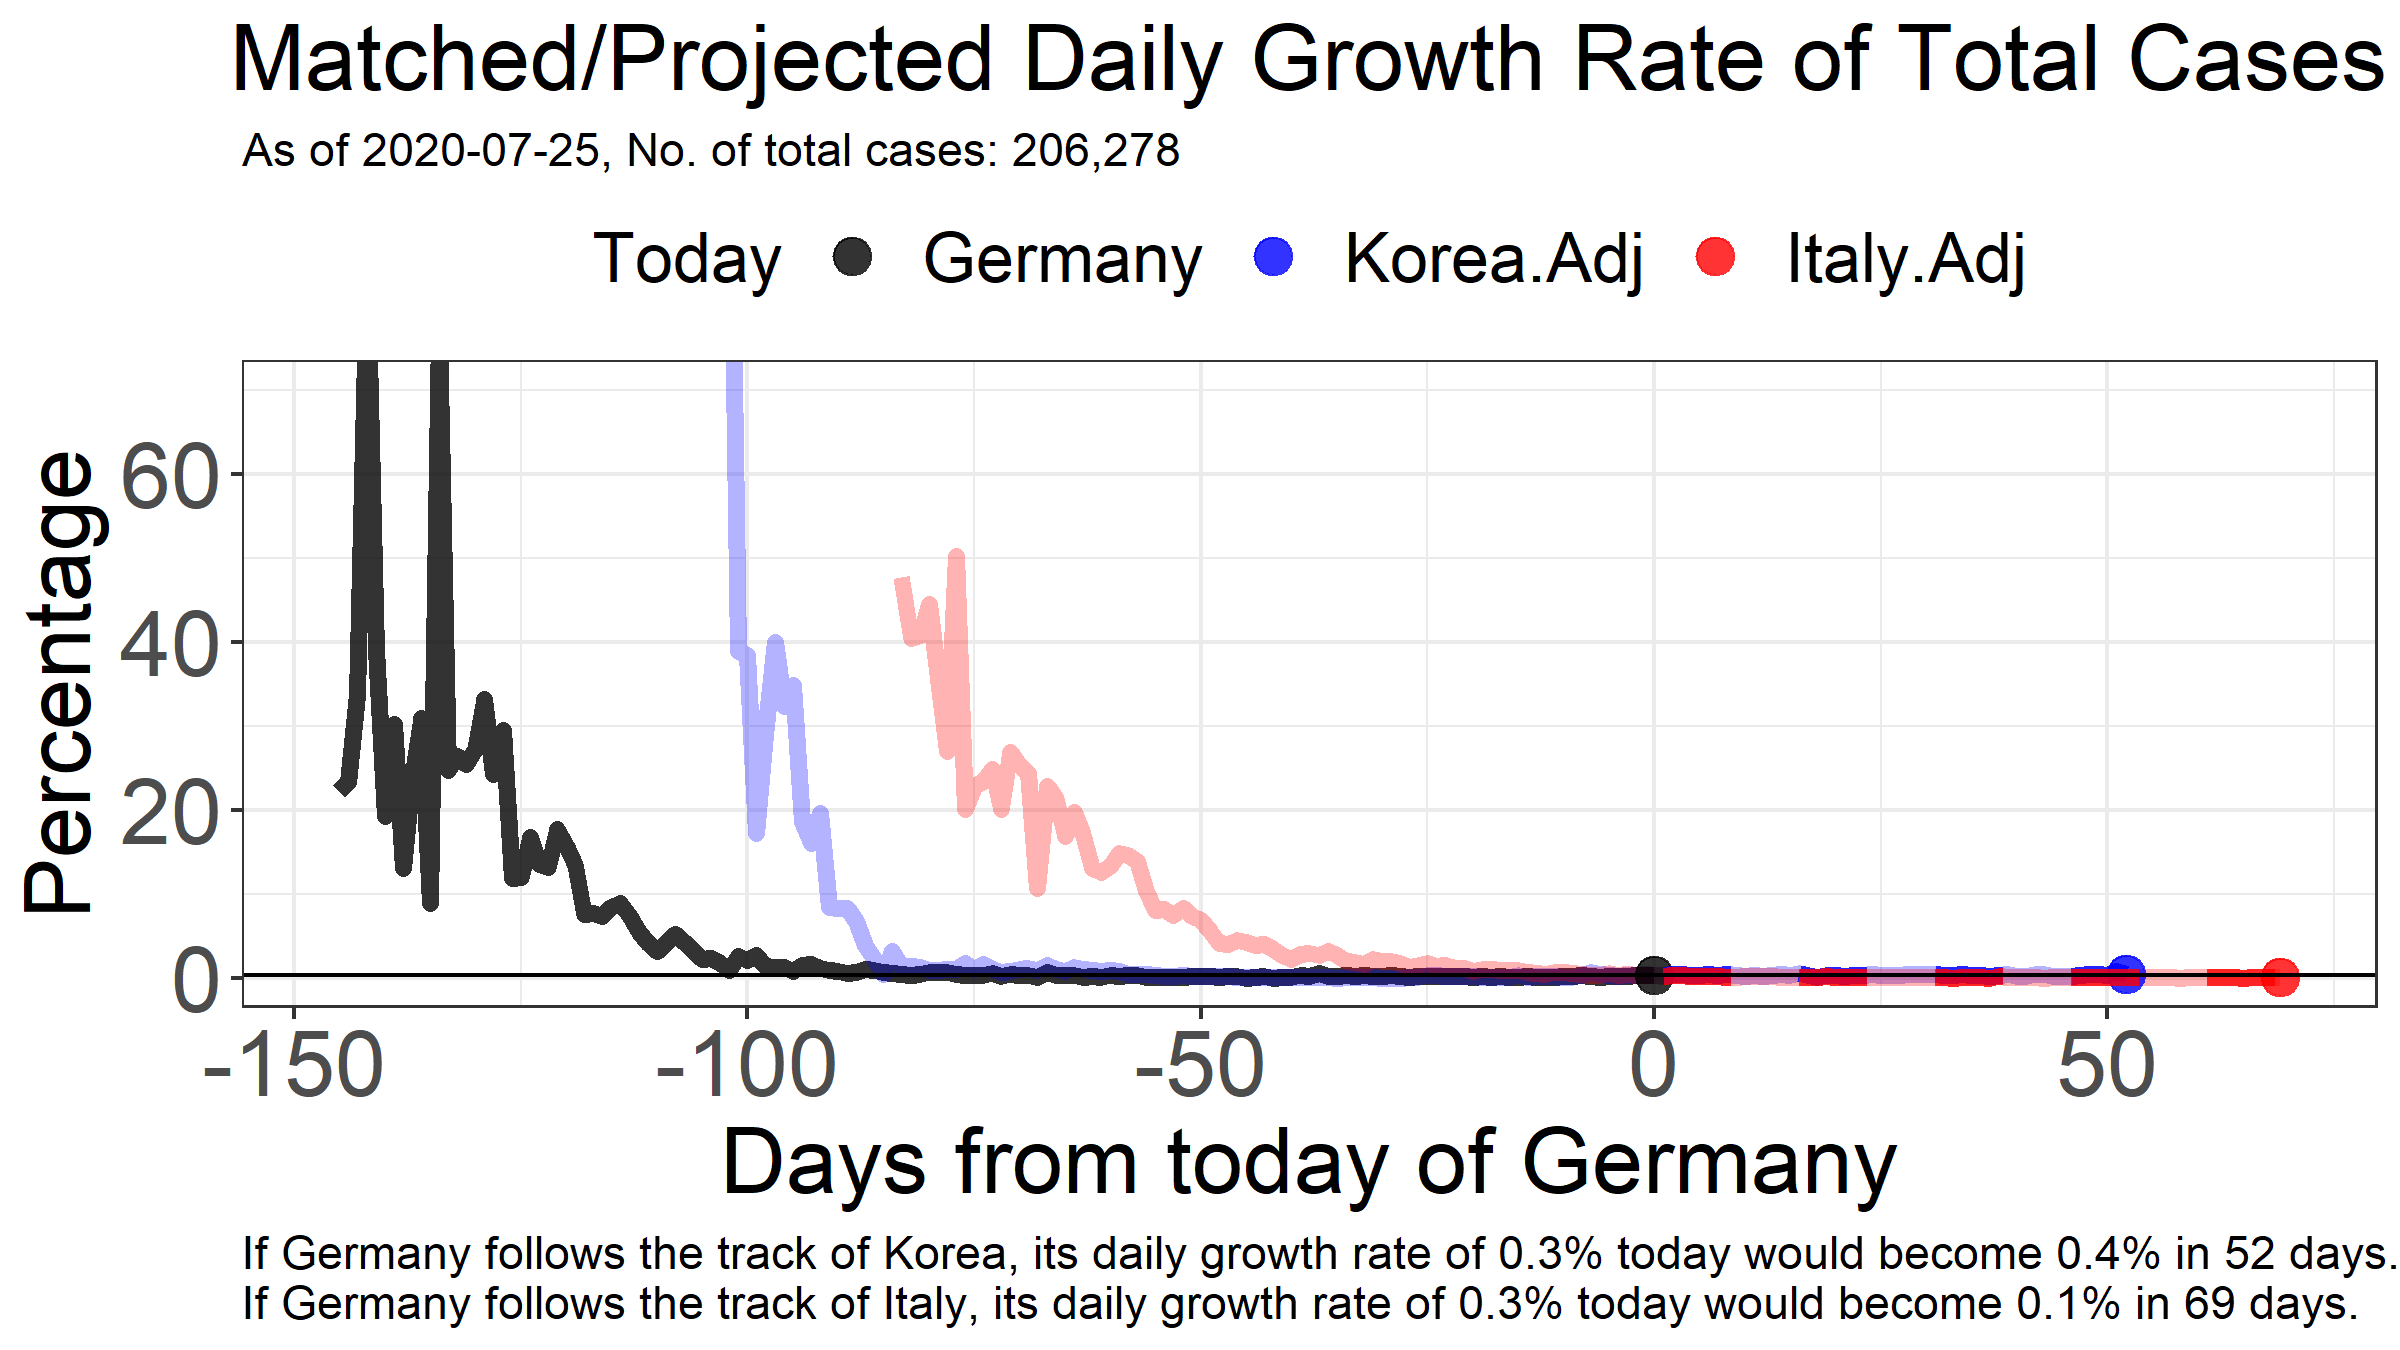 Matched/Projected Daily Growth Rate of Total Cases
As of 2020-07-25, No. of total cases: 206,278
Today Germany Korea.Adj Italy.Adj
Percentage
60
40
20
0
-150 -100 -50 0 50
Days from today of Germany
If Germany follows the track of Korea, its daily growth rate of 0.3% today would become 0.4% in 52 days.
If Germany follows the track of Italy, its daily growth rate of 0.3% today would become 0.1% in 69 days.